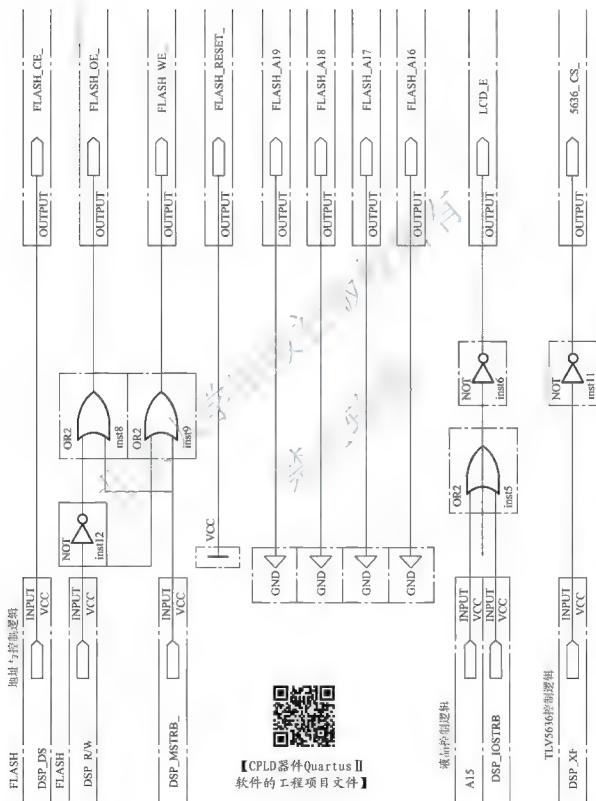 FLASH 地址与控制逻辑
DSP_DS
INPUT
VCC
OUTPUT
FLASH_CE_
FLASH
DSP_R/W
INPUT
VCC
NOT
inst12
OR2
inst8
OUTPUT
FLASH_OE_
DSP_MSTRB_
INPUT
VCC
OR2
inst9
OUTPUT
FLASH WE_
VCC
OUTPUT
FLASH_RESET_
GND
OUTPUT
FLASH_A19
GND
OUTPUT
FLASH_A18
GND
OUTPUT
FLASH_A17
GND
OUTPUT
FLASH_A16
液晶控制逻辑
A15
INPUT
VCC
DSP_IOSTRB
INPUT
VCC
OR2
inst5
NOT
inst6
OUTPUT
LCD_E
TLV5636控制逻辑
DSP_XF
INPUT
VCC
NOT
inst11
OUTPUT
5636_CS_
【CPLD器件Quartus Ⅱ
软件的工程项目文件】